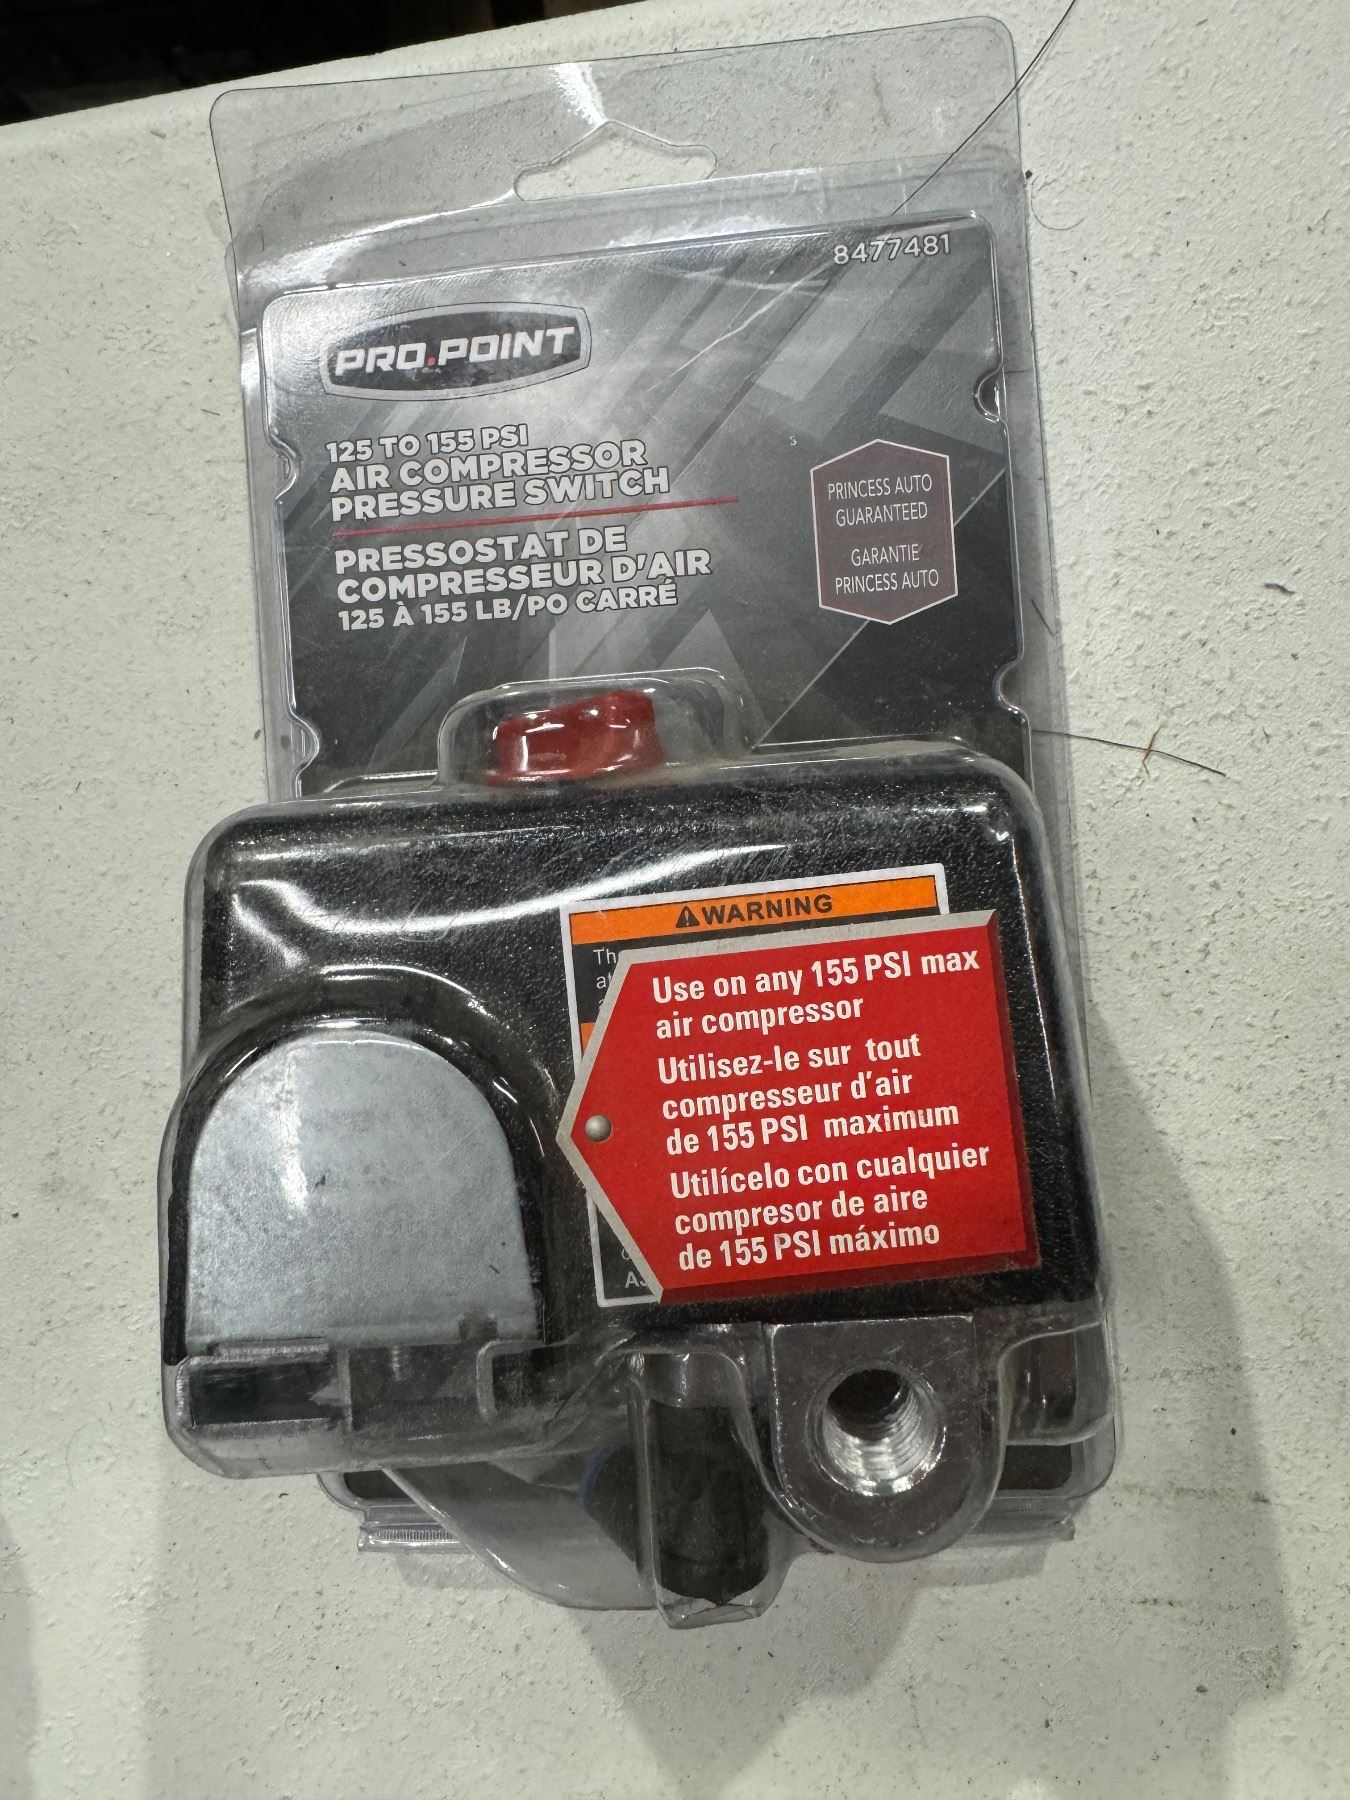 8477481
PRO.POINT
125 TO 155 PSI
AIR COMPRESSOR
PRESSURE SWITCH
PRESSOSTAT DE
COMPRESSEUR D'AIR
125 À 155 LB/PO CARRÉ
PRINCESS AUTO
GUARANTEED
GARANTIE
PRINCESS AUTO
WARNING
Use on any 155 PSI max
air compressor
Utilisez-le sur tout
compresseur d'air
de 155 PSI maximum
Utilícelo con cualquier
compresor de aire
de 155 PSI máximo